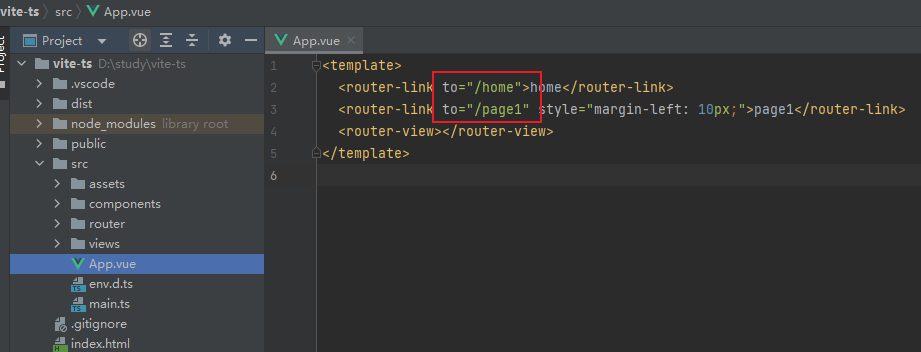 vite-ts 〉 src 〉 App.vue
Project
Project
App.vue
vite-ts D:\study\vite-ts
.vscode
dist
node_modules library root
public
src
assets
components
router
views
App.vue
env.d.ts
main.ts
.gitignore
index.html
1 <template>
2 <router-link to="/home">home</router-link>
3 <router-link to="/page1" style="margin-left: 10px;">page1</router-link>
4 <router-view></router-view>
5 </template>
6